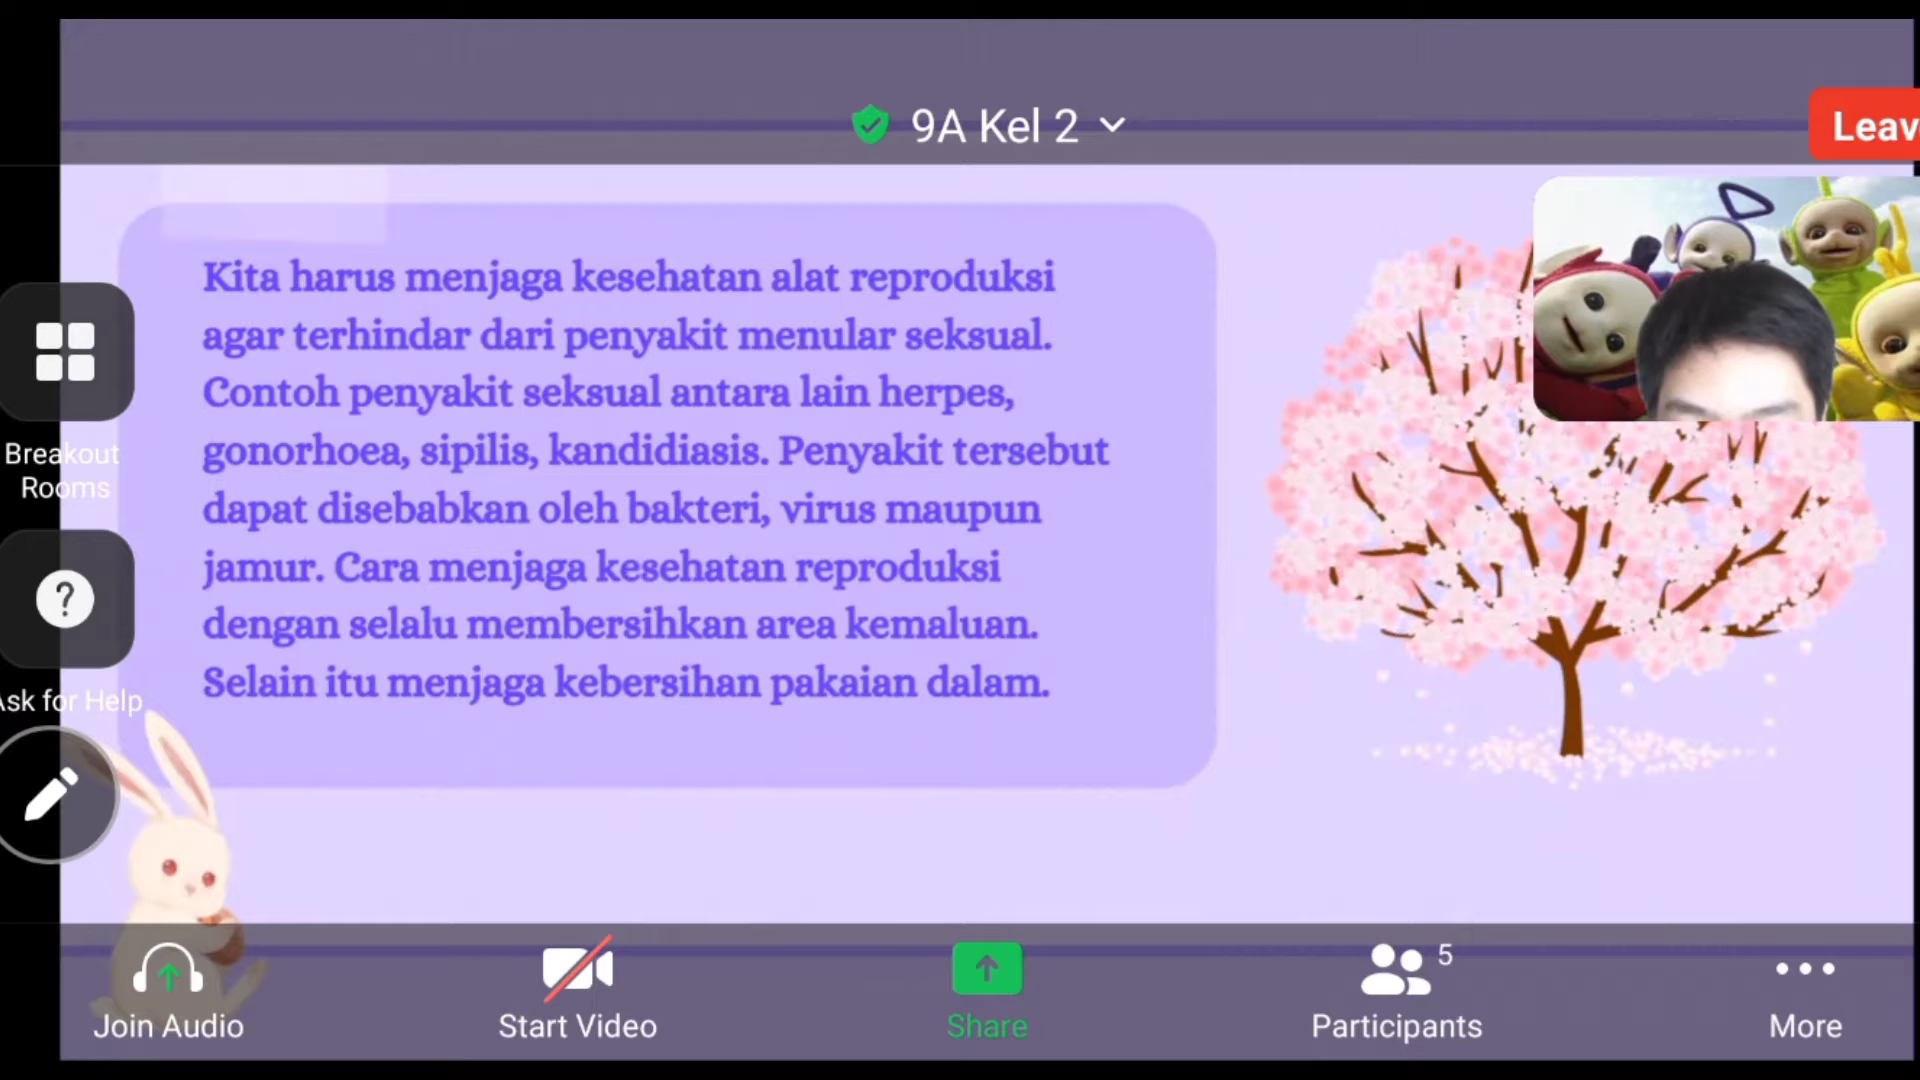 9A Kel 2
Leav
Kita harus menjaga kesehatan alat reproduksi
agar terhindar dari penyakit menular seksual.
Contoh penyakit seksual antara lain herpes,
gonorhoea, sipilis, kandidiasis. Penyakit tersebut
dapat disebabkan oleh bakteri, virus maupun
jamur. Cara menjaga kesehatan reproduksi
dengan selalu membersihkan area kemaluan.
Selain itu menjaga kebersihan pakaian dalam.
Breakout
Rooms
?
Ask for Help
Join Audio
Start Video
Share
5
Participants
More